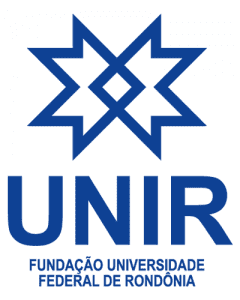 UNIR
FUNDAÇÃO UNIVERSIDADE
FEDERAL DE RONDÔNIA